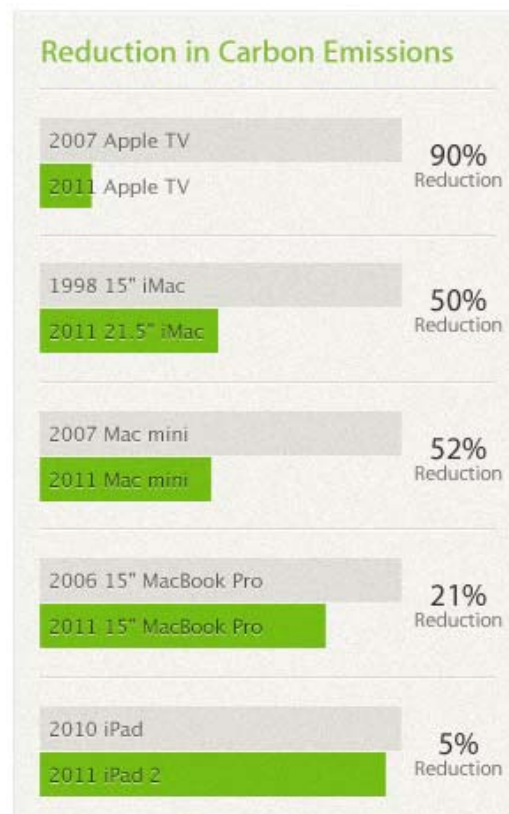 Reduction in Carbon Emissions
2007 Apple TV
2011 Apple TV
90%
Reduction
1998 15" iMac
2011 21.5" iMac
50%
Reduction
2007 Mac mini
2011 Mac mini
52%
Reduction
2006 15" MacBook Pro
2011 15" MacBook Pro
21%
Reduction
2010 iPad
2011 iPad 2
5%
Reduction